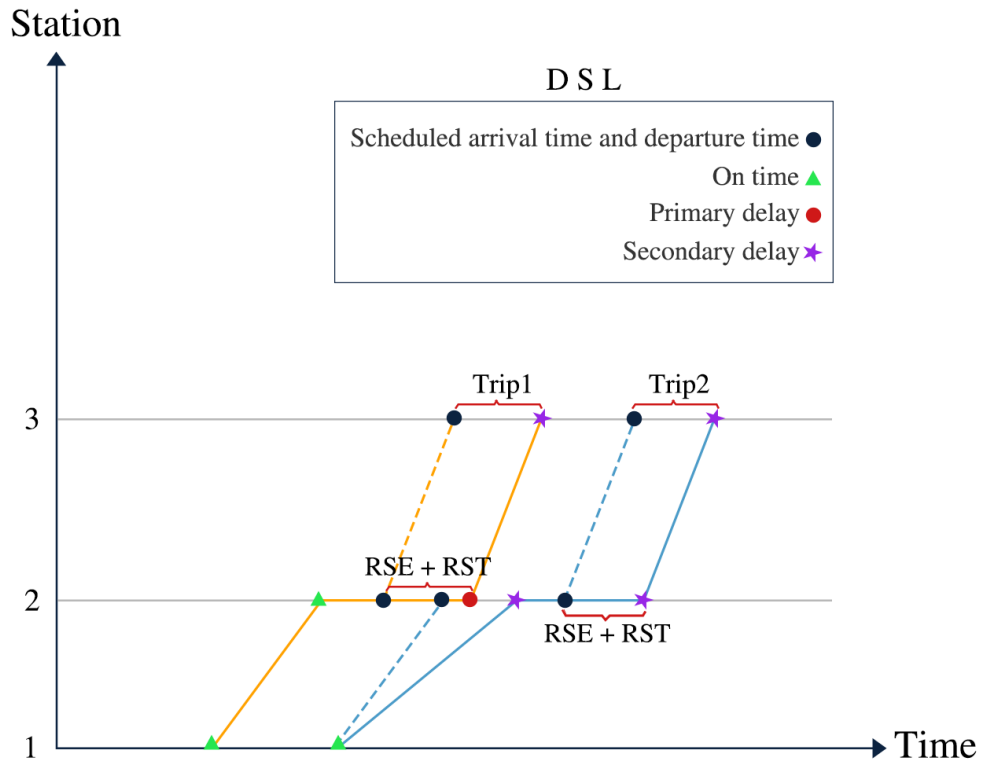 Station
D S L
Scheduled arrival time and departure time
On time
Primary delay
Secondary delay
Trip1
Trip2
3
RSE + RST
2
RSE + RST
1
Time